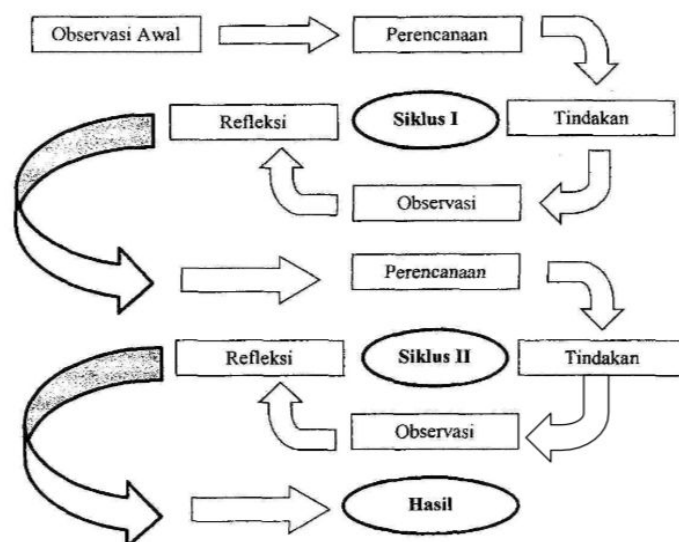 Observasi Awal
Perencanaan
Refleksi
Siklus I
Tindakan
Observasi
Perencanaan
Refleksi
Siklus II
Tindakan
Observasi
Hasil